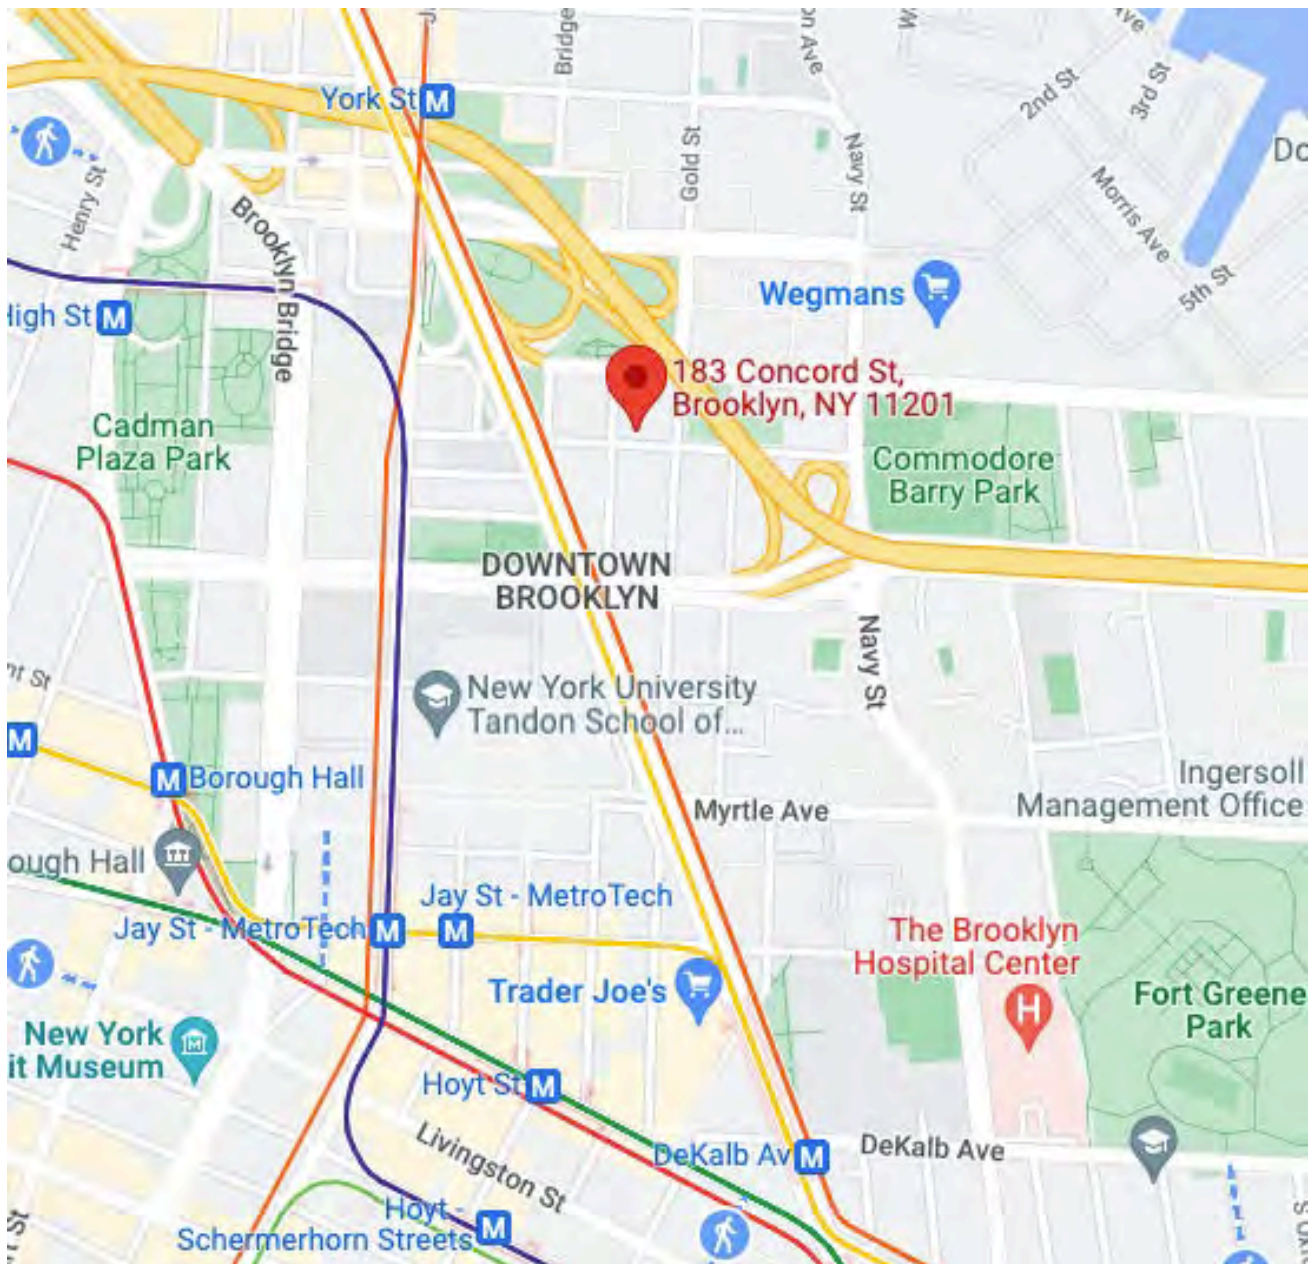 Bridge
Ave
2nd St
3rd St
York St
M
Gold St
Navy St
Henry St
Brooklyn Bridge
Morris Ave
5th St
Wegmans
High St
M
183 Concord St,
Brooklyn, NY 11201
Cadman
Plaza Park
Commodore
Barry Park
DOWNTOWN
BROOKLYN
Navy St
nt St
New York University
Tandon School of...
M
M
Borough Hall
Ingersoll
Management Office
Myrtle Ave
ough Hall
Jay St - MetroTech
Jay St - MetroTech
M
M
The Brooklyn
Hospital Center
H
Trader Joe's
Fort Greene
Park
New York
it Museum
Hoyt St
M
Livingston St
DeKalb Av
M
DeKalb Ave
Hoyt -
Schermerhorn Streets
M